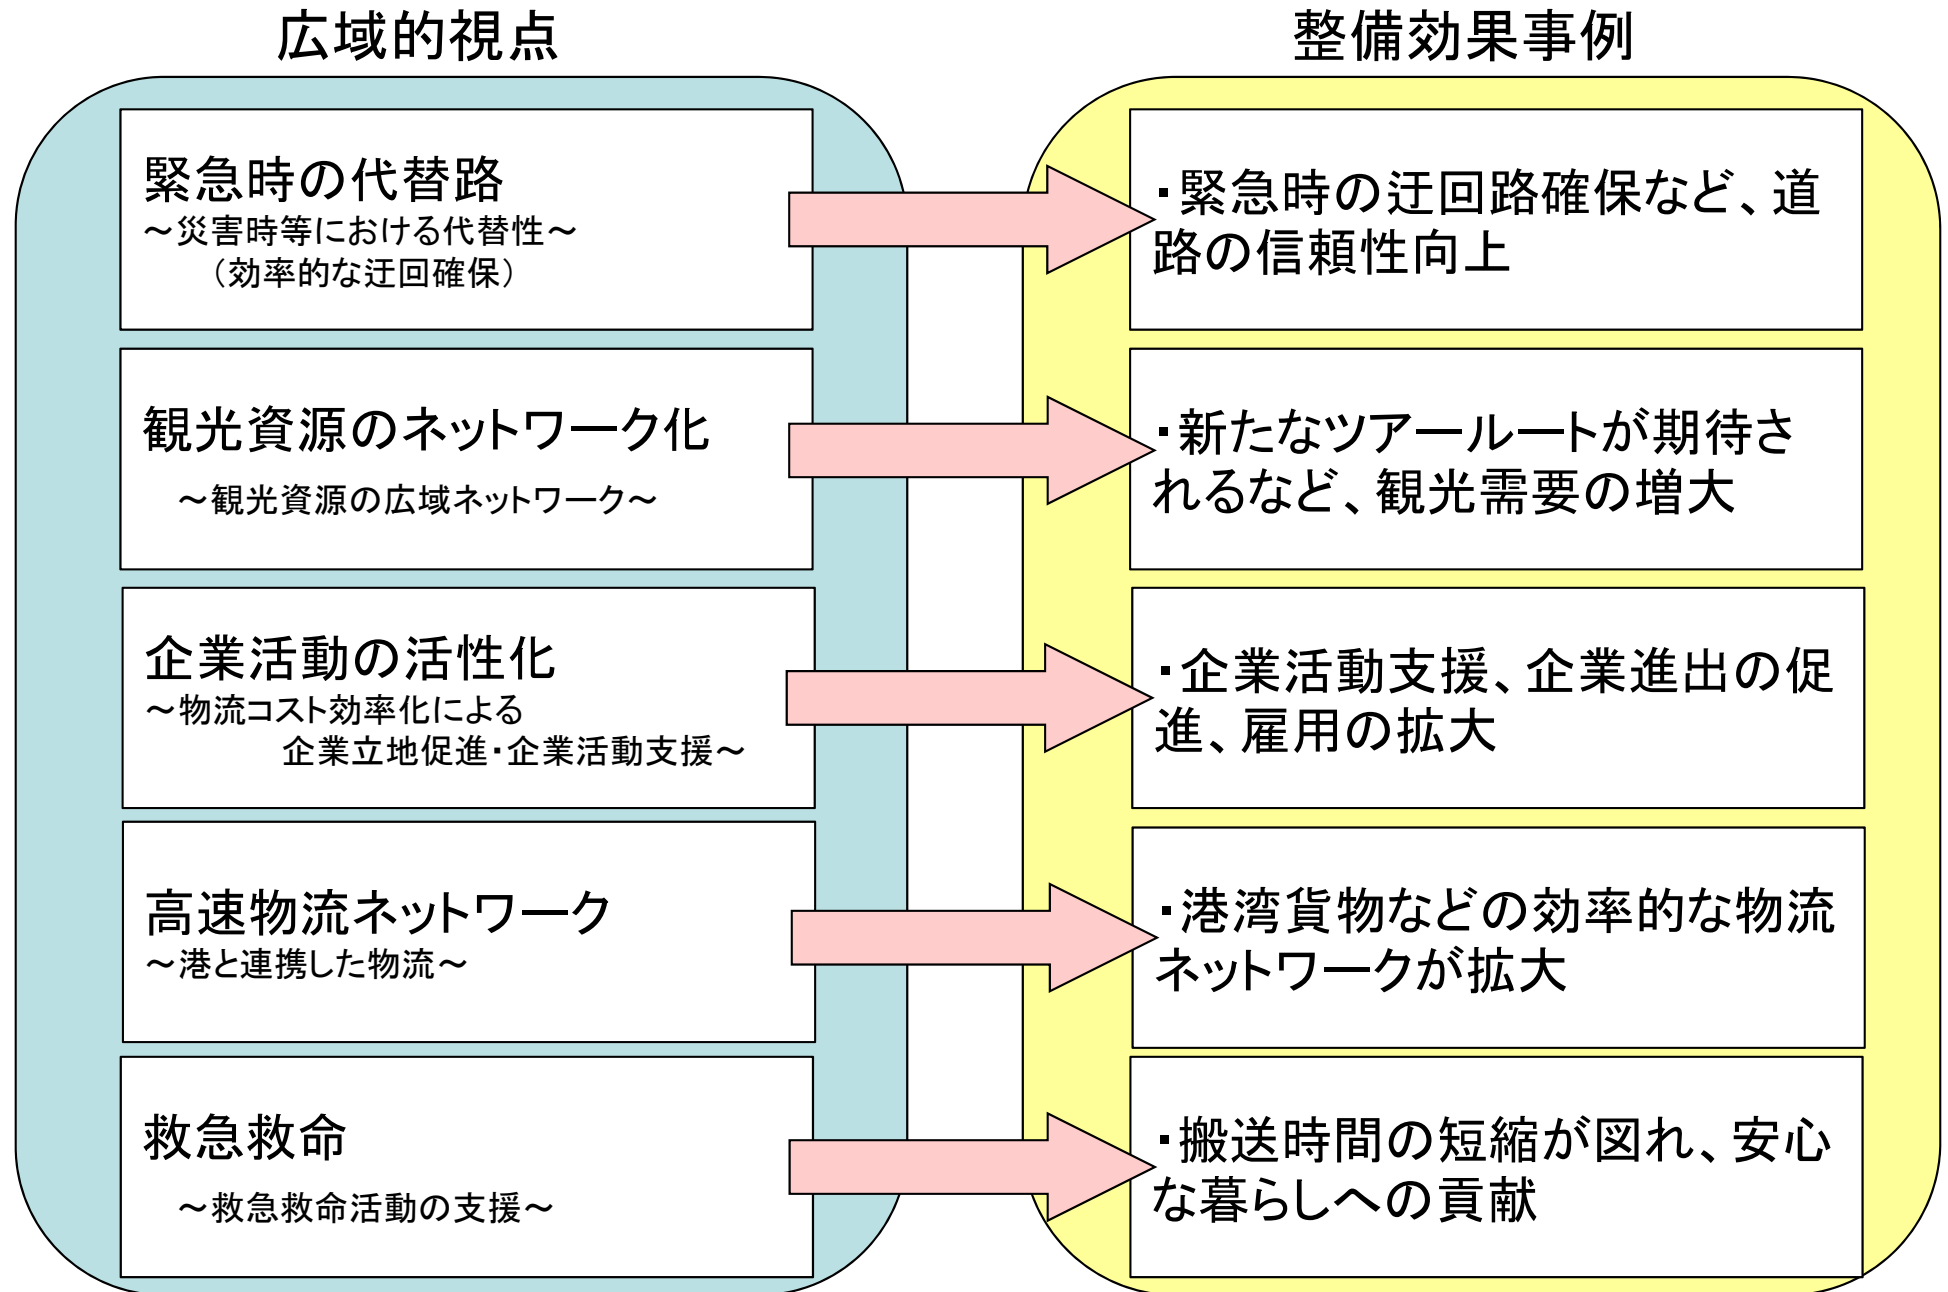 広域的視点
整備効果事例
緊急時の代替路
～災害時等における代替性～
（効率的な迂回確保）
・緊急時の迂回路確保など、道
路の信頼性向上
観光資源のネットワーク化
～観光資源の広域ネットワーク～
・新たなツアールートが期待さ
れるなど、観光需要の増大
企業活動の活性化
～物流コスト効率化による
企業立地促進・企業活動支援～
・企業活動支援、企業進出の促
進、雇用の拡大
高速物流ネットワーク
～港と連携した物流～
・港湾貨物などの効率的な物流
ネットワークが拡大
救急救命
～救急救命活動の支援～
・搬送時間の短縮が図れ、安心
な暮らしへの貢献